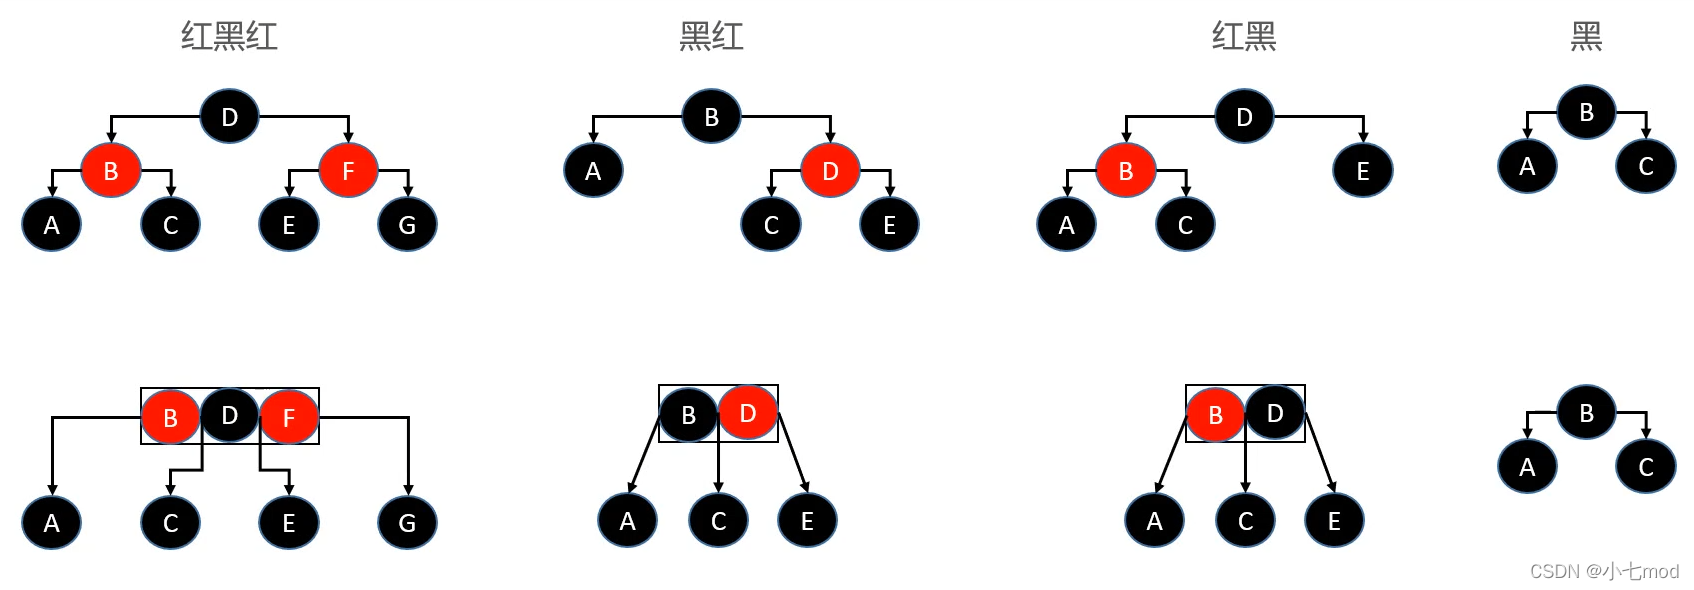 红黑红 黑红 红黑 黑
D B D B
B F A D B E A C
A C E G C E A C
B D F B D B D B
A C E G A C E A C E A C
CSDN @小七mod